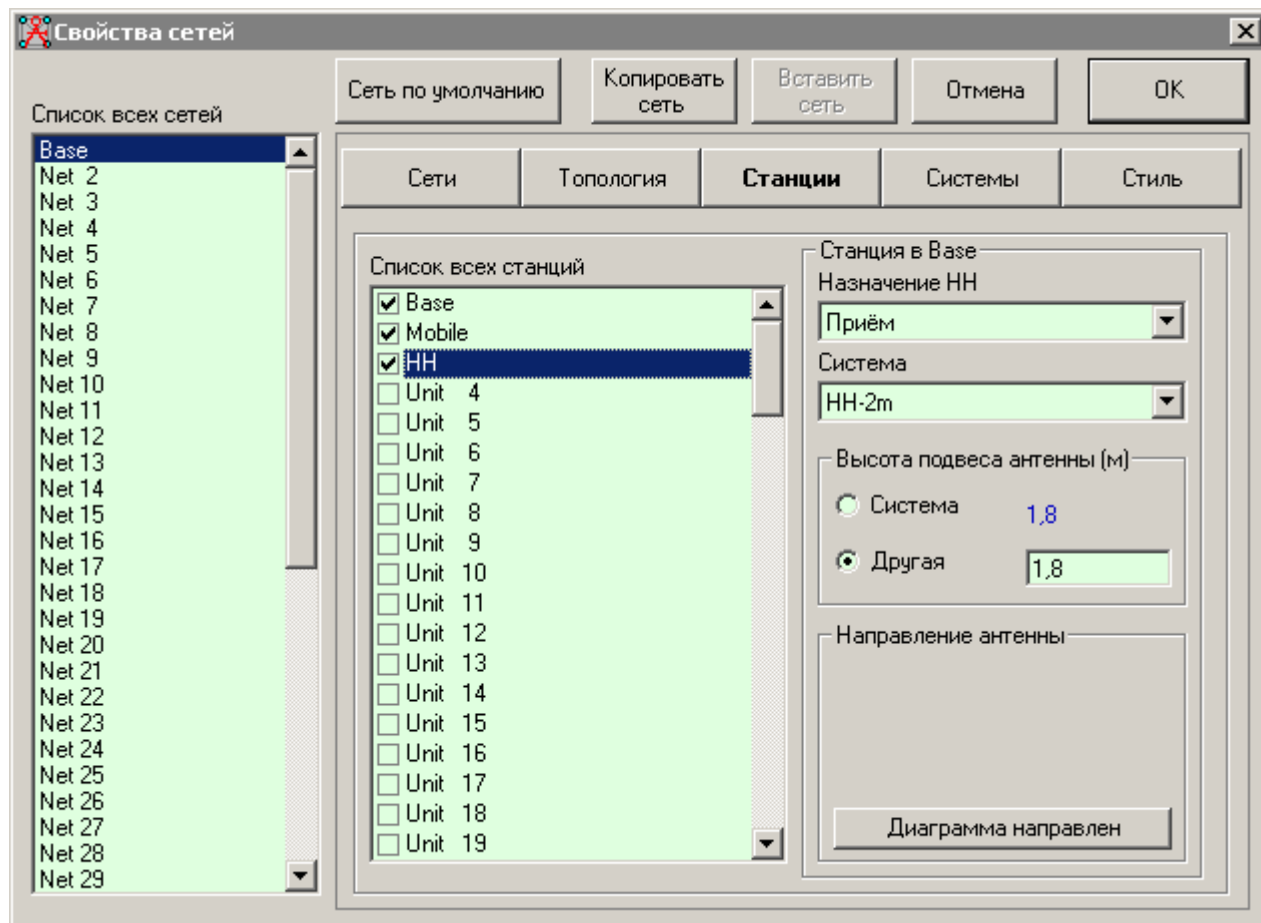 Свойства сетей
Сеть по умолчанию
Копировать
сеть
Вставить
сеть
Отмена
OK
Список всех сетей
Base
Net 2
Net 3
Net 4
Net 5
Net 6
Net 7
Net 8
Net 9
Net 10
Net 11
Net 12
Net 13
Net 14
Net 15
Net 16
Net 17
Net 18
Net 19
Net 20
Net 21
Net 22
Net 23
Net 24
Net 25
Net 26
Net 27
Net 28
Net 29
Сети
Топология
Станции
Системы
Стиль
Список всех станций
Base
Mobile
HH
Unit 4
Unit 5
Unit 6
Unit 7
Unit 8
Unit 9
Unit 10
Unit 11
Unit 12
Unit 13
Unit 14
Unit 15
Unit 16
Unit 17
Unit 18
Unit 19
Станция в Base
Назначение HH
Приём
Система
HH-2m
Высота подвеса антенны (м)
Система 1,8
Другая 1,8
Направление антенны
Диаграмма направлен